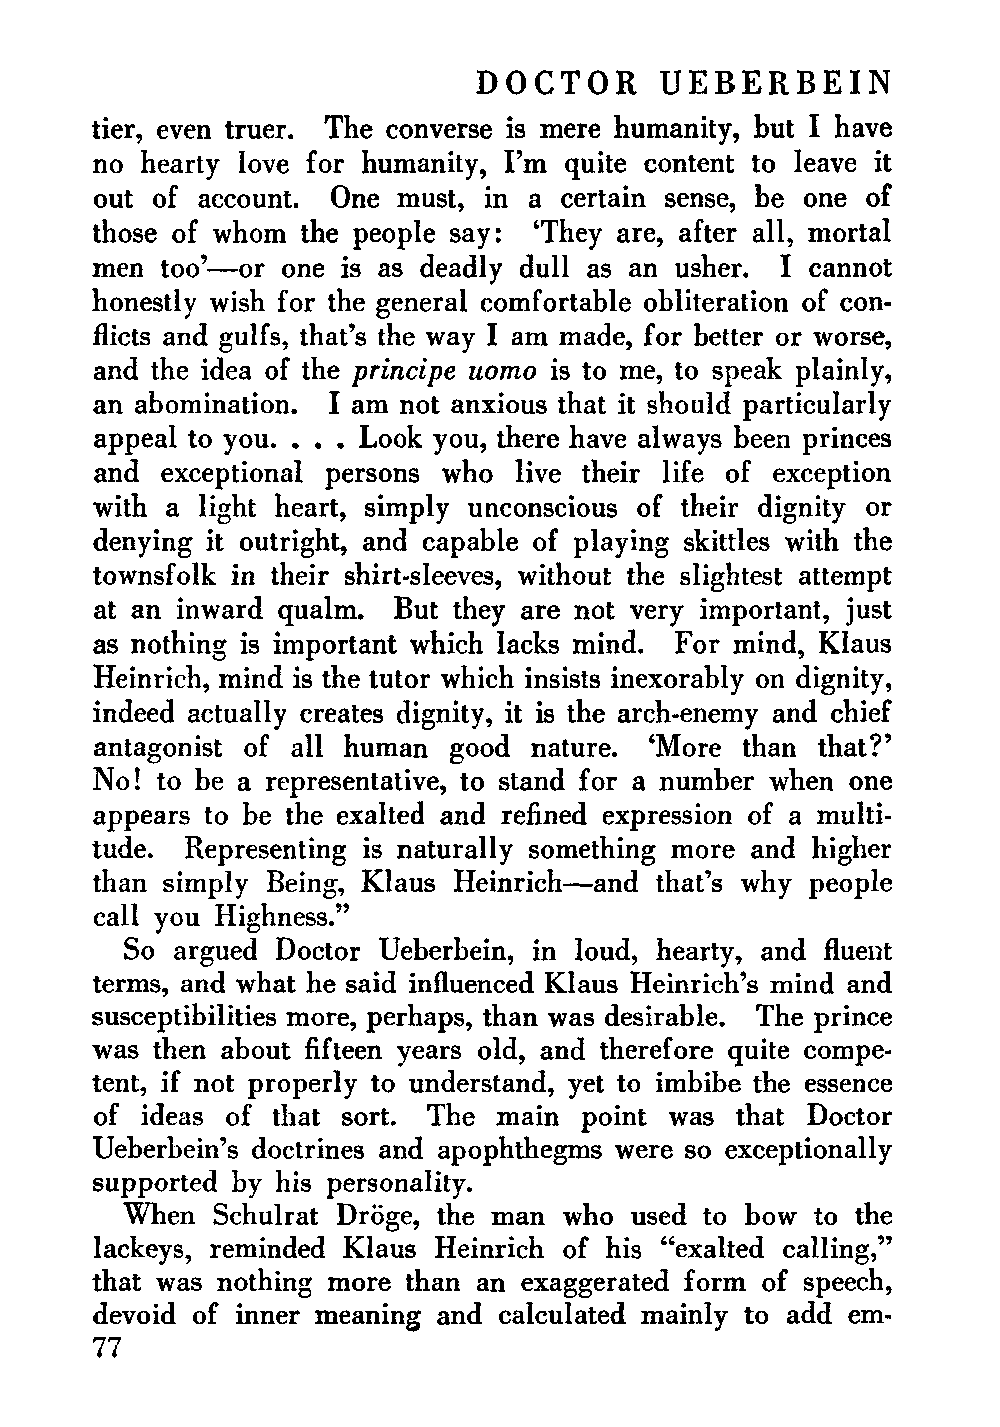 DOCTOR UEBERBEIN
tier, even truer. The converse is mere humanity, but I have
no hearty love for humanity, I'm quite content to leave it
out of account. One must, in a certain sense, be one of
those of whom the people say: ‘They are, after all, mortal
men too’—or one is as deadly dull as an usher. I cannot
honestly wish for the general comfortable obliteration of con-
flicts and gulfs, that's the way I am made, for better or worse,
and the idea of the principe uomo is to me, to speak plainly,
an abomination. I am not anxious that it should particularly
appeal to you. . . . Look you, there have always been princes
and exceptional persons who live their life of exception
with a light heart, simply unconscious of their dignity or
denying it outright, and capable of playing skittles with the
townsfolk in their shirt-sleeves, without the slightest attempt
at an inward qualm. But they are not very important, just
as nothing is important which lacks mind. For mind, Klaus
Heinrich, mind is the tutor which insists inexorably on dignity,
indeed actually creates dignity, it is the arch-enemy and chief
antagonist of all human good nature. ‘More than that?’
No! to be a representative, to stand for a number when one
appears to be the exalted and refined expression of a multi-
tude. Representing is naturally something more and higher
than simply Being, Klaus Heinrich—and that's why people
call you Highness.”
So argued Doctor Ueberbein, in loud, hearty, and fluent
terms, and what he said influenced Klaus Heinrich's mind and
susceptibilities more, perhaps, than was desirable. The prince
was then about fifteen years old, and therefore quite compe-
tent, if not properly to understand, yet to imbibe the essence
of ideas of that sort. The main point was that Doctor
Ueberbein's doctrines and apophthegms were so exceptionally
supported by his personality.
When Schulrat Dröge, the man who used to bow to the
lackeys, reminded Klaus Heinrich of his “exalted calling,”
that was nothing more than an exaggerated form of speech,
devoid of inner meaning and calculated mainly to add em-
77